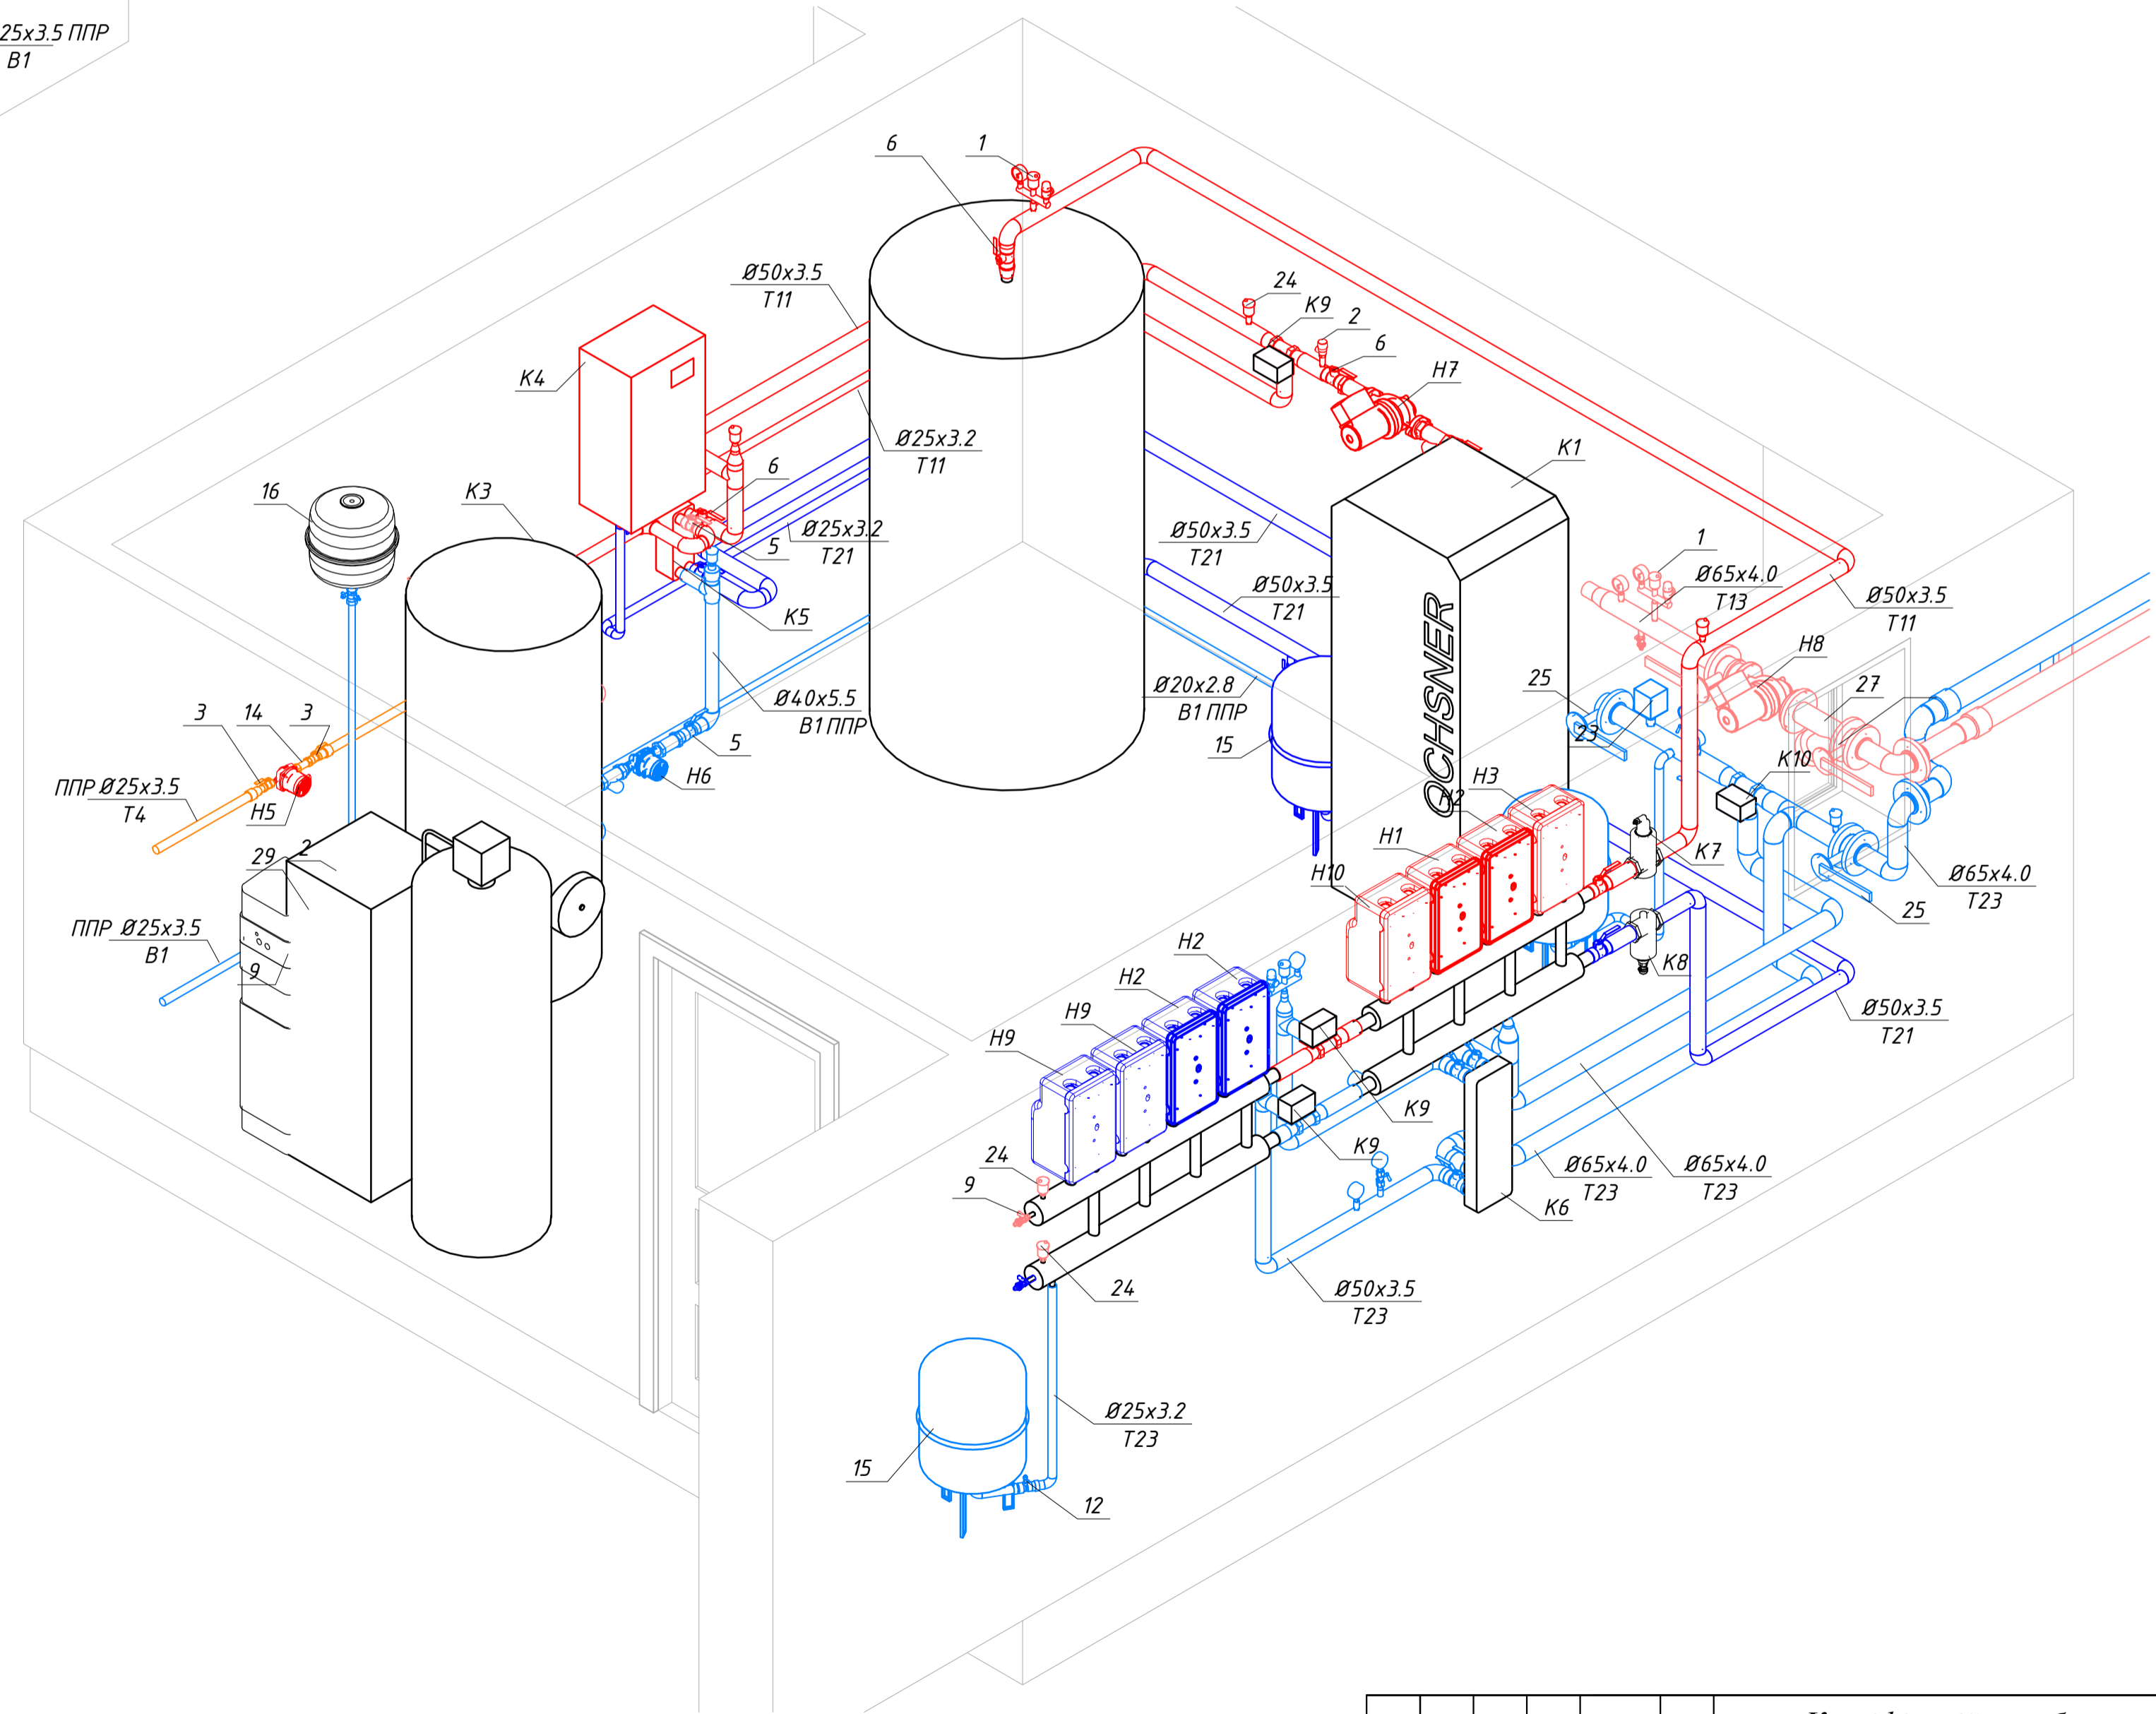 25x3.5 ППР
В1
6
1
Ø50x3.5
Т11
24
К9
2
6
Н7
К4
К1
Ø25x3.2
Т11
6
16
К3
Ø25x3.2
Т21
5
Ø50x3.5
Т21
1
Ø65x4.0
Т13
Ø50x3.5
Т21
Ø50x3.5
Т11
К5
Н8
OCHSNER
25
27
Ø20x2.8
В1 ППР
Ø40x5.5
В1 ППР
3
14
3
5
15
23
К10
Н6
Н3
ППР Ø25x3.5
Т4
Н5
Н2
Н1
29
2
К7
Н10
Ø65x4.0
Т23
25
ППР Ø25x3.5
В1
9
Н2
Н2
К8
Н9
Н9
Ø50x3.5
Т21
К9
К9
24
9
Ø65x4.0
Т23
Ø65x4.0
Т23
К6
24
Ø50x3.5
Т23
Ø25x3.2
Т23
15
12